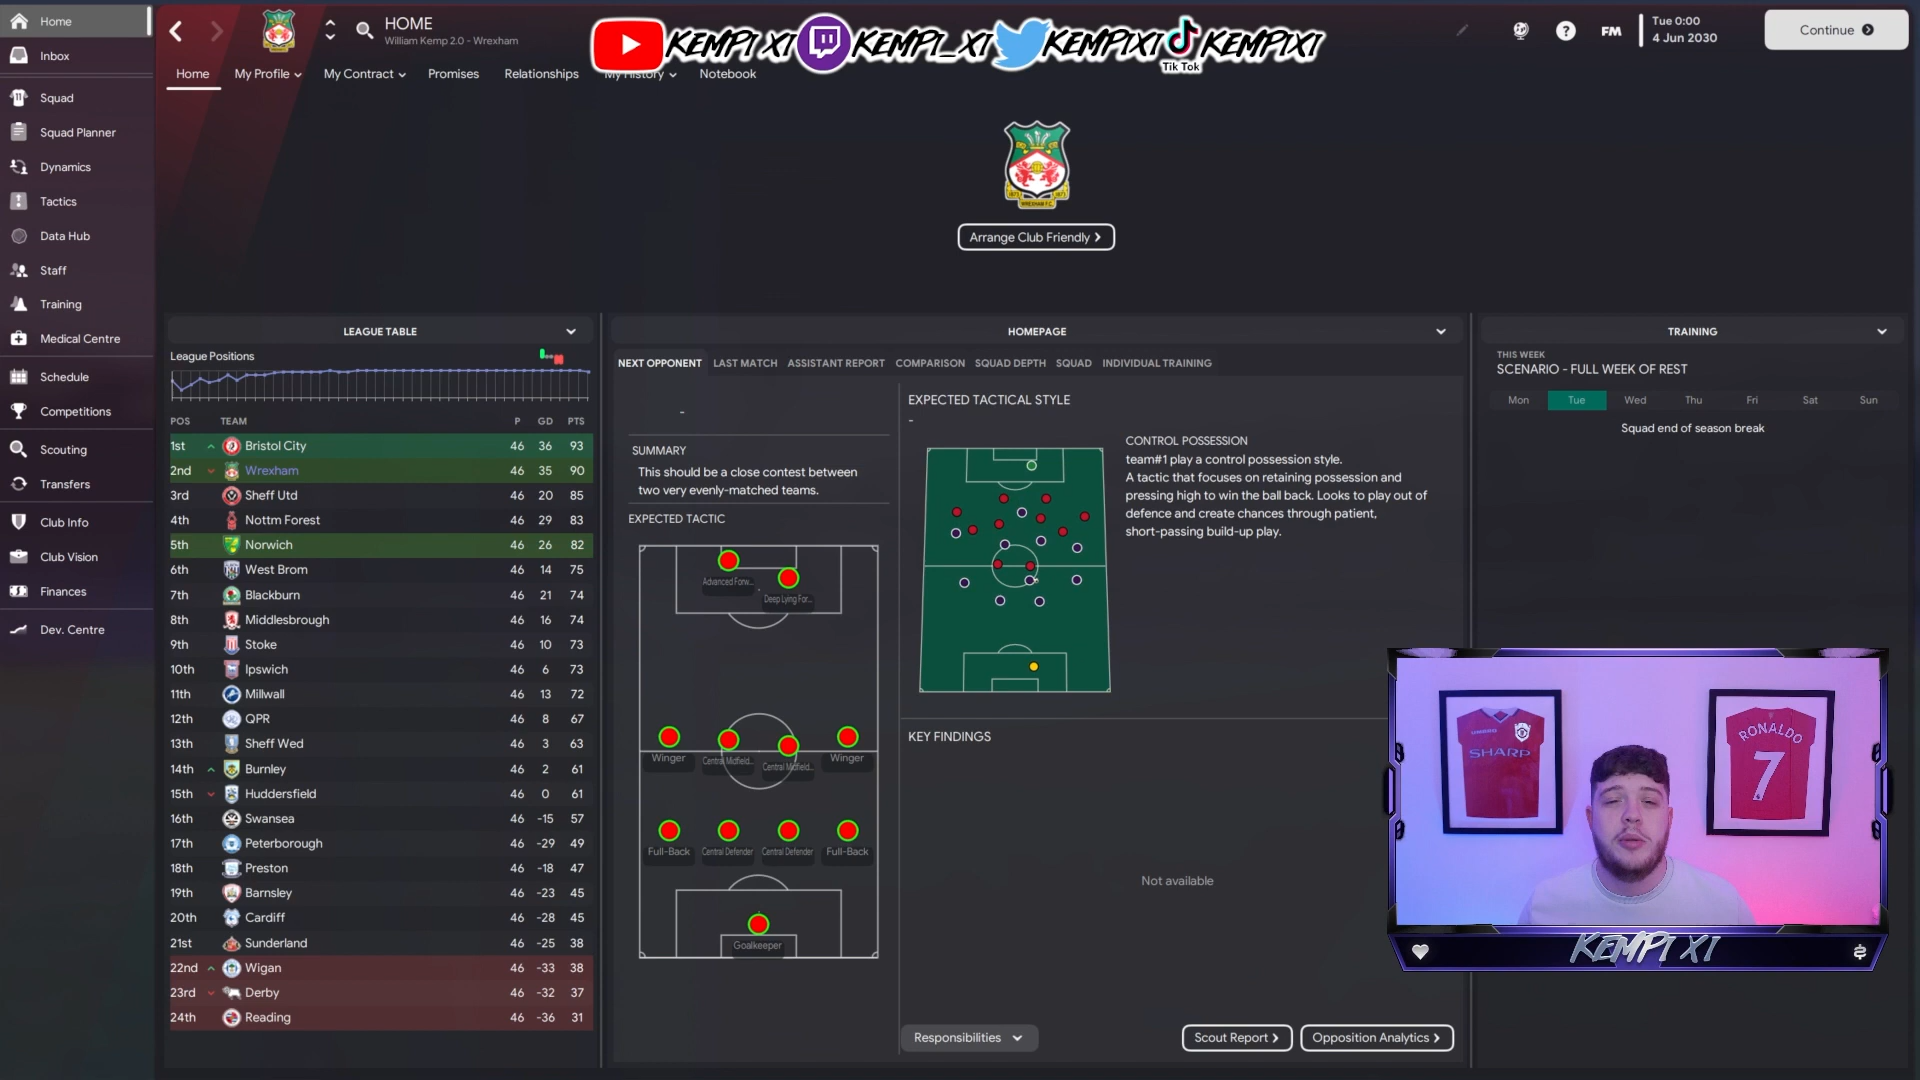 Home
Inbox
Squad
Squad Planner
Dynamics
Tactics
Data Hub
Staff
Training
Medical Centre
Schedule
Competitions
Scouting
Transfers
Club Info
Club Vision
Finances
Dev. Centre
HOME
William Kemp 2.0 - Wrexham
KEMPI XI KEMPI_XI KEMPIXI KEMPIXI
Tik Tok
FM
Tue 0:00
4 Jun 2030
Continue
Home My Profile My Contract Promises Relationships My History Notebook
WREXHAM F.C.
Arrange Club Friendly
LEAGUE TABLE
League Positions
POS TEAM P GD PTS
1st Bristol City 46 36 93
2nd Wrexham 46 35 90
3rd Sheff Utd 46 20 85
4th Nottm Forest 46 29 83
5th Norwich 46 26 82
6th West Brom 46 14 75
7th Blackburn 46 21 74
8th Middlesbrough 46 16 74
9th Stoke 46 10 73
10th Ipswich 46 6 73
11th Millwall 46 13 72
12th QPR 46 8 67
13th Sheff Wed 46 3 63
14th Burnley 46 2 61
15th Huddersfield 46 0 61
16th Swansea 46 -15 57
17th Peterborough 46 -29 49
18th Preston 46 -18 47
19th Barnsley 46 -23 45
20th Cardiff 46 -28 45
21st Sunderland 46 -25 38
22nd Wigan 46 -33 38
23rd Derby 46 -32 37
24th Reading 46 -36 31
HOMEPAGE
NEXT OPPONENT LAST MATCH ASSISTANT REPORT COMPARISON SQUAD DEPTH SQUAD INDIVIDUAL TRAINING
-
SUMMARY
This should be a close contest between
two very evenly-matched teams.
EXPECTED TACTIC
Advanced Forw...
Deep Lying For...
Winger Central Midfield... Central Midfield... Winger
Full-Back Central Defender Central Defender Full-Back
Goalkeeper
EXPECTED TACTICAL STYLE
-
CONTROL POSSESSION
team#1 play a control possession style.
A tactic that focuses on retaining possession and
pressing high to win the ball back. Looks to play out of
defence and create chances through patient,
short-passing build-up play.
KEY FINDINGS
Not available
Responsibilities
Scout Report
Opposition Analytics
TRAINING
THIS WEEK
SCENARIO - FULL WEEK OF REST
Mon Tue Wed Thu Fri Sat Sun
Squad end of season break
SHARP
RONALDO
7
KEMPI XI